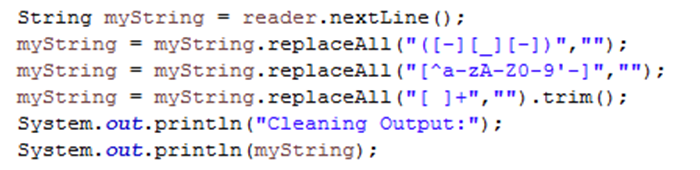 String myString = reader.nextLine();
myString = myString.replaceAll("([-][_][-])","");
myString = myString.replaceAll("[^a-zA-Z0-9'-]","");
myString = myString.replaceAll("[ ]+","").trim();
System.out.println("Cleaning Output:");
System.out.println(myString);